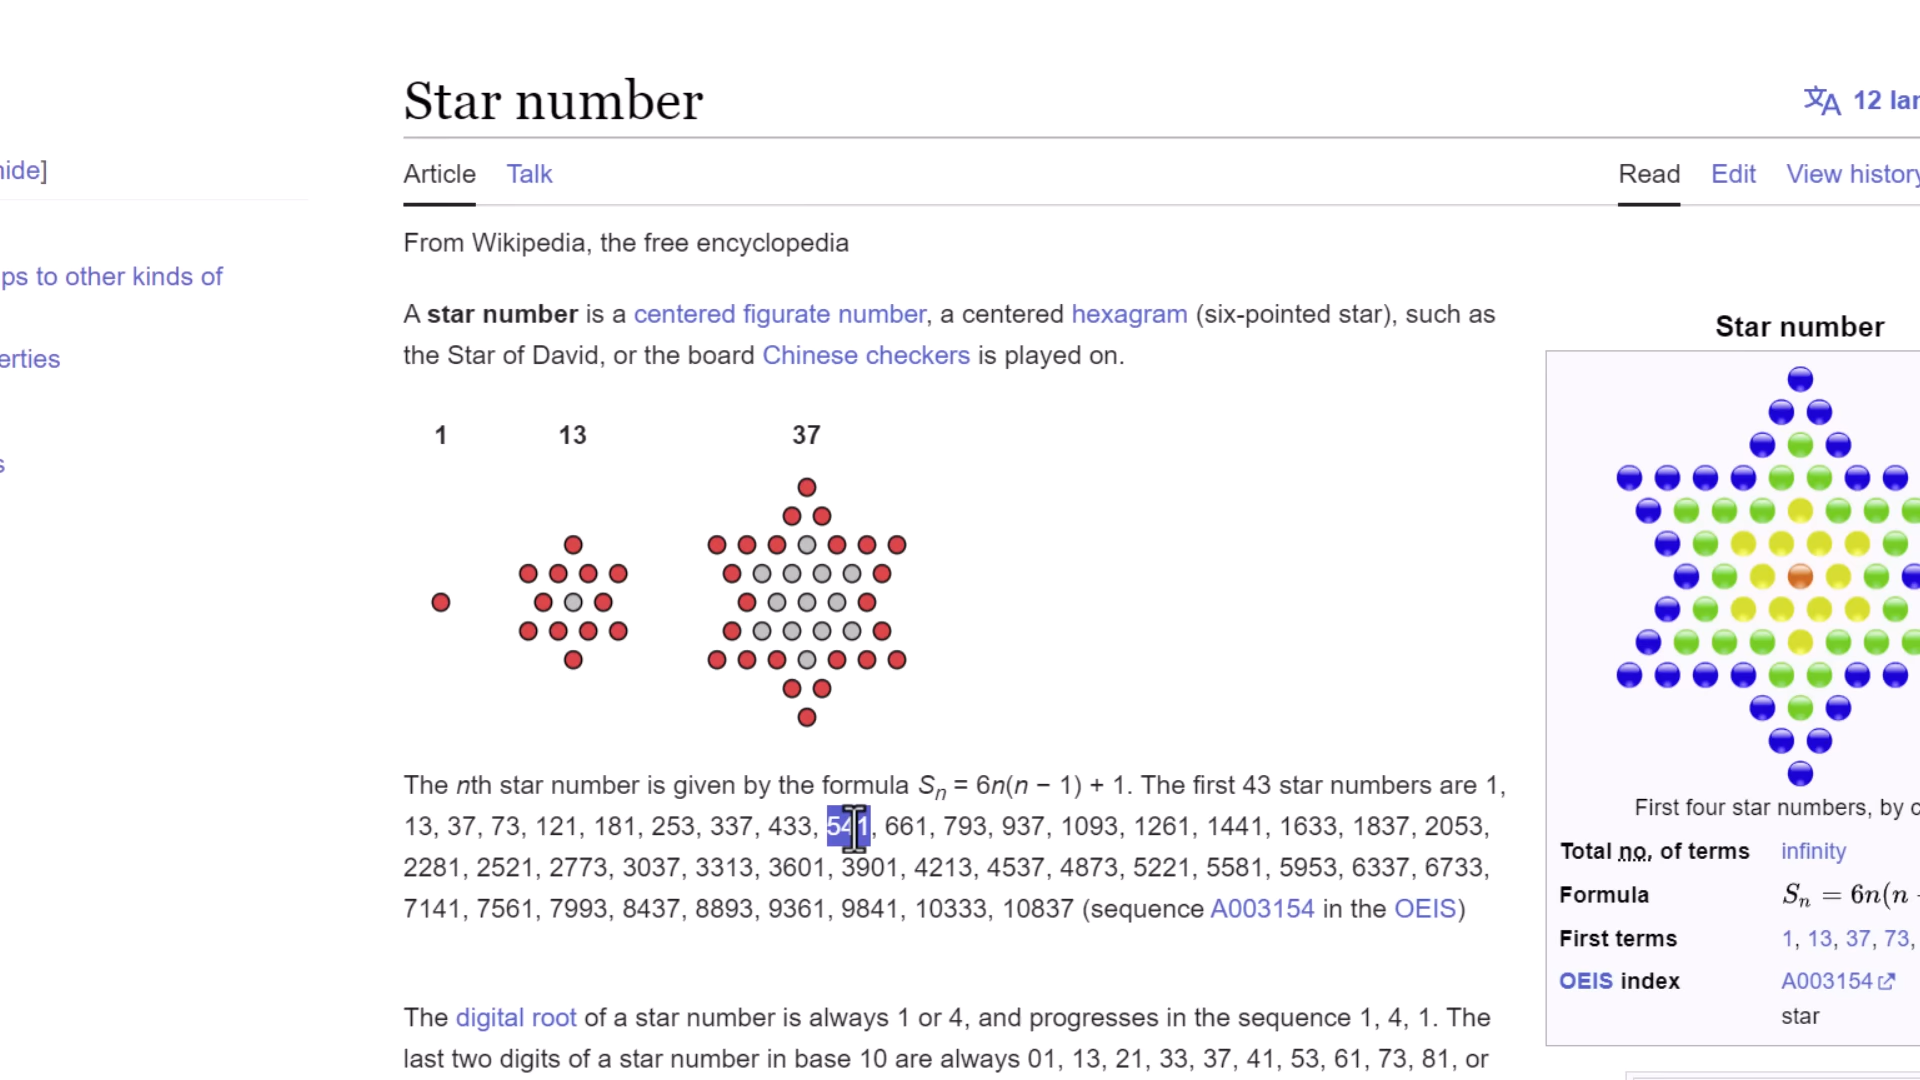 Star number
12 lan
hide]
Article Talk
Read Edit View history
From Wikipedia, the free encyclopedia
ps to other kinds of
erties
s
A star number is a centered figurate number, a centered hexagram (six-pointed star), such as
the Star of David, or the board Chinese checkers is played on.
1 13 37
The nth star number is given by the formula Sn = 6n(n − 1) + 1. The first 43 star numbers are 1,
13, 37, 73, 121, 181, 253, 337, 433, 541, 661, 793, 937, 1093, 1261, 1441, 1633, 1837, 2053,
2281, 2521, 2773, 3037, 3313, 3601, 3901, 4213, 4537, 4873, 5221, 5581, 5953, 6337, 6733,
7141, 7561, 7993, 8437, 8893, 9361, 9841, 10333, 10837 (sequence A003154 in the OEIS)
The digital root of a star number is always 1 or 4, and progresses in the sequence 1, 4, 1. The
last two digits of a star number in base 10 are always 01, 13, 21, 33, 37, 41, 53, 61, 73, 81, or
Star number
First four star numbers, by c
Total no. of terms infinity
Formula Sn = 6n(n −
First terms 1, 13, 37, 73,
OEIS index A003154
star